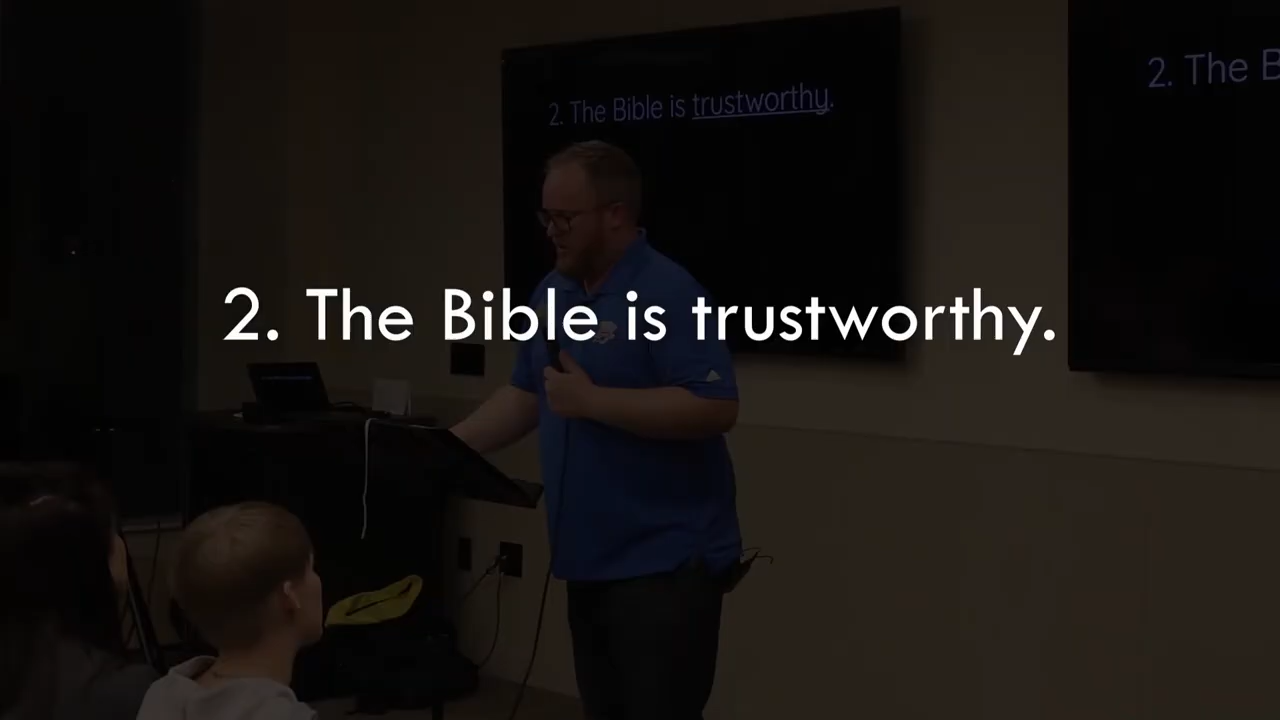 2. The Bible is trustworthy.
2. The B
2. The Bible is trustworthy.